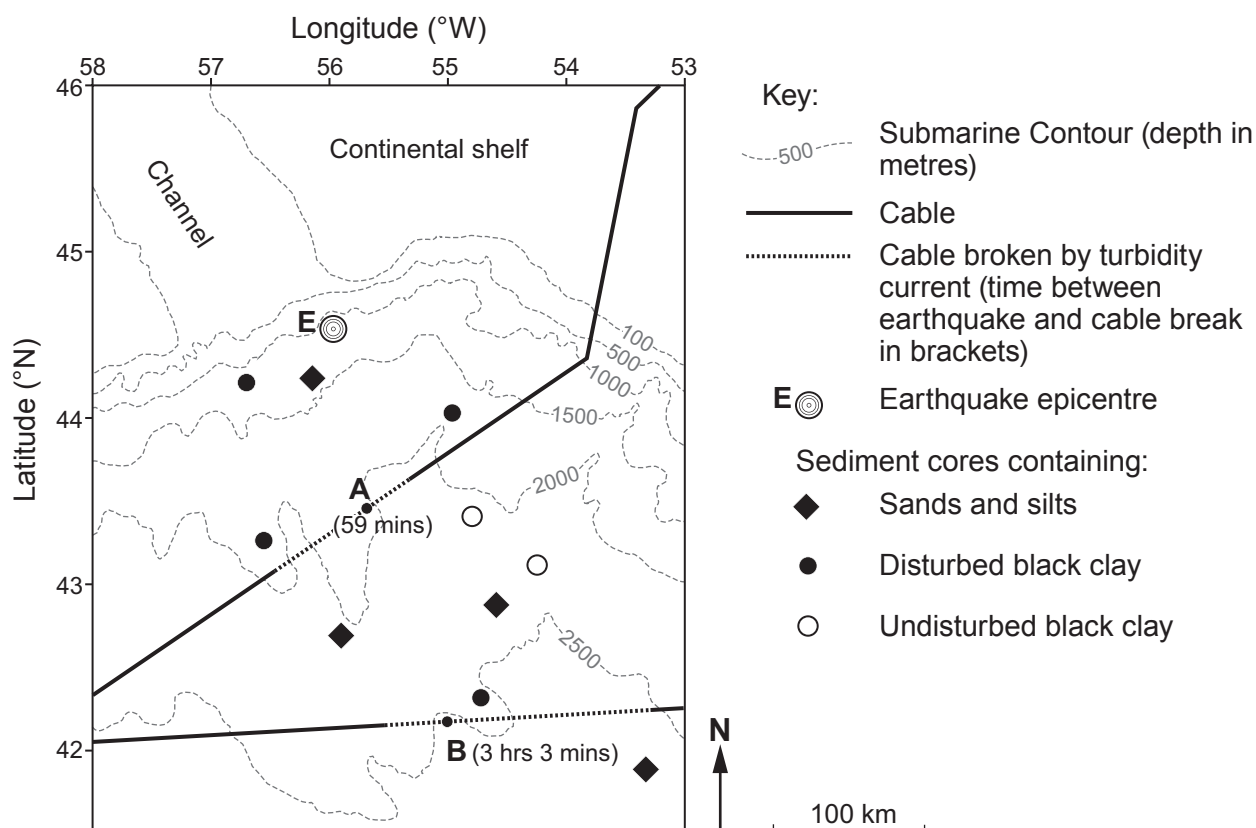 Longitude (°W)
58 57 56 55 54 53
46
45
44
43
42
Latitude (°N)
Continental shelf
Channel
E
100
500
1000
1500
2000
2500
A
(59 mins)
B (3 hrs 3 mins)
Key:
500
Submarine Contour (depth in
metres)
Cable
Cable broken by turbidity
current (time between
earthquake and cable break
in brackets)
E
Earthquake epicentre
Sediment cores containing:
Sands and silts
Disturbed black clay
Undisturbed black clay
N
100 km